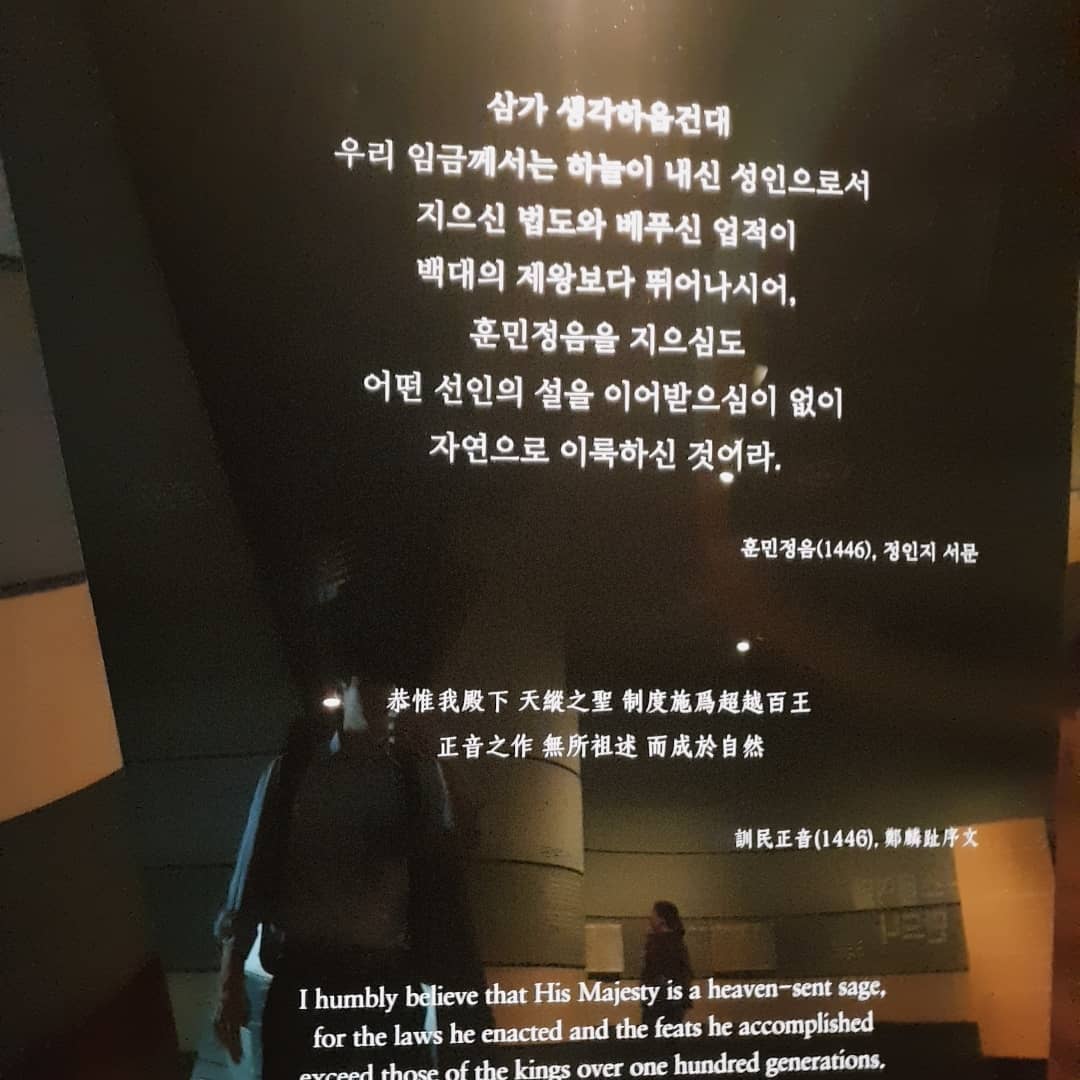 삼가 생각하옵건대
우리 임금께서는 하늘이 내신 성인으로서
지으신 법도와 베푸신 업적이
백대의 제왕보다 뛰어나시어,
훈민정음을 지으심도
어떤 선인의 설을 이어받으심이 없이
자연으로 이룩하신 것이라.
훈민정음(1446), 정인지 서문
恭惟我殿下 天縱之聖 制度施爲超越百王
正音之作 無所祖述 而成於自然
訓民正音(1446), 鄭麟趾序文
I humbly believe that His Majesty is a heaven-sent sage,
for the laws he enacted and the feats he accomplished
exceed those of the kings over one hundred generations.